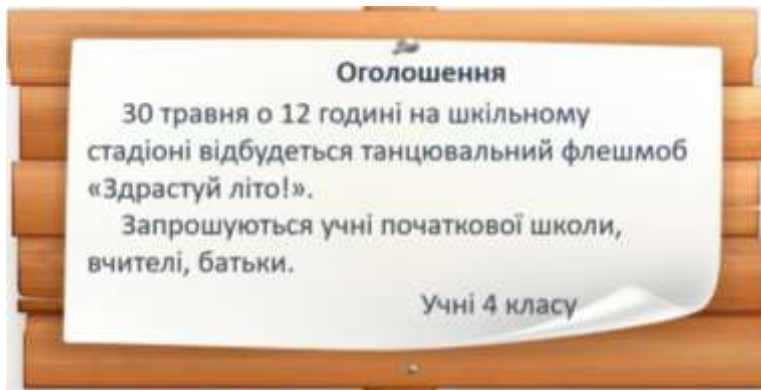 Оголошення
30 травня о 12 годині на шкільному
стадіоні відбудеться танцювальний флешмоб
«Здрастуй літо!».
Запрошуються учні початкової школи,
вчителі, батьки.
Учні 4 класу